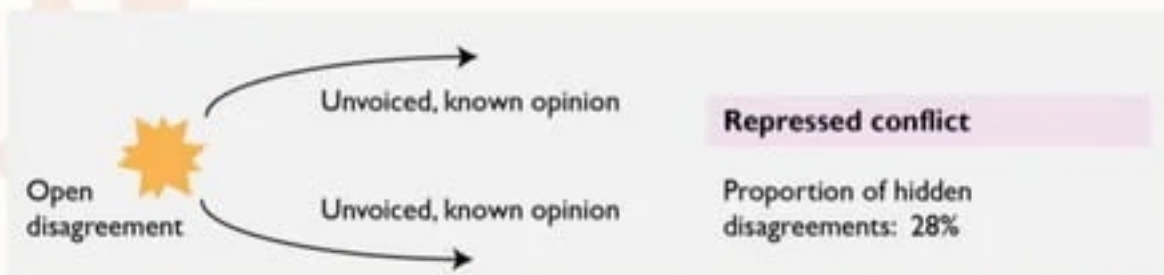 Unvoiced, known opinion
Repressed conflict
Open
disagreement
Unvoiced, known opinion
Proportion of hidden
disagreements: 28%